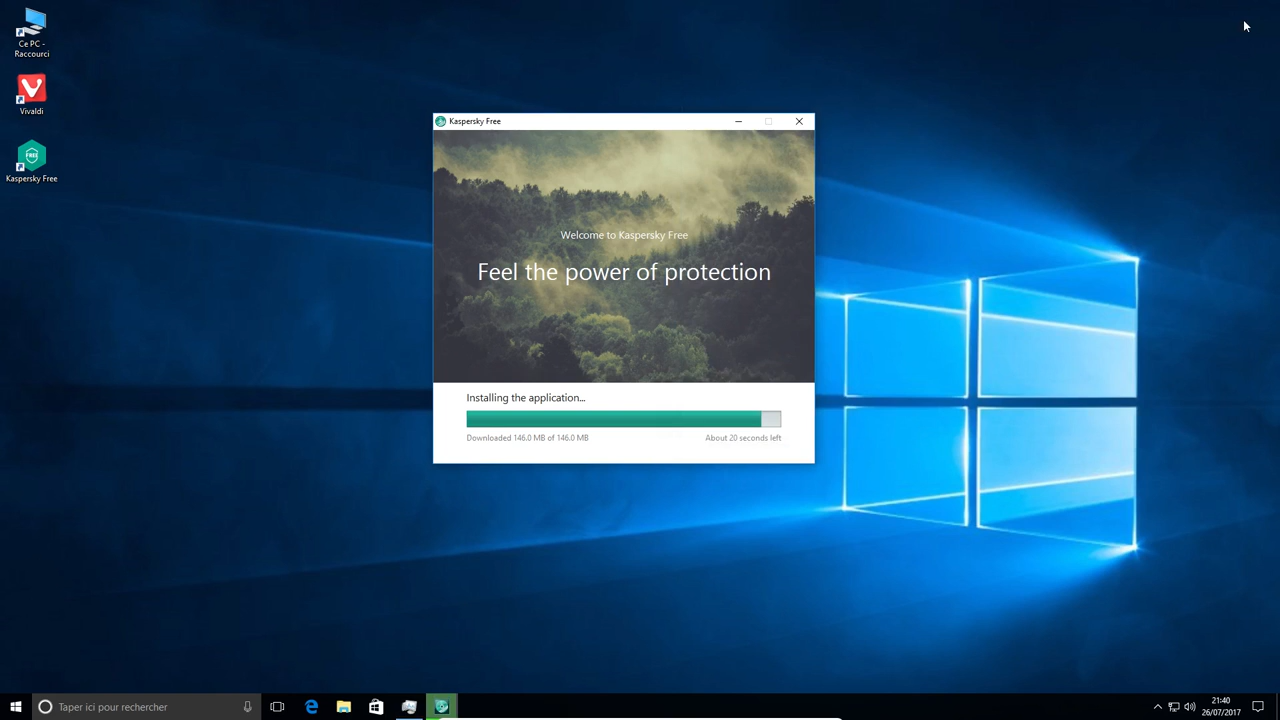 Ce PC -
Raccourci
Vivaldi
FREE
Kaspersky Free
Kaspersky Free
Welcome to Kaspersky Free
Feel the power of protection
Installing the application...
Downloaded 146.0 MB of 146.0 MB
About 20 seconds left
Taper ici pour rechercher
21:40
26/07/2017